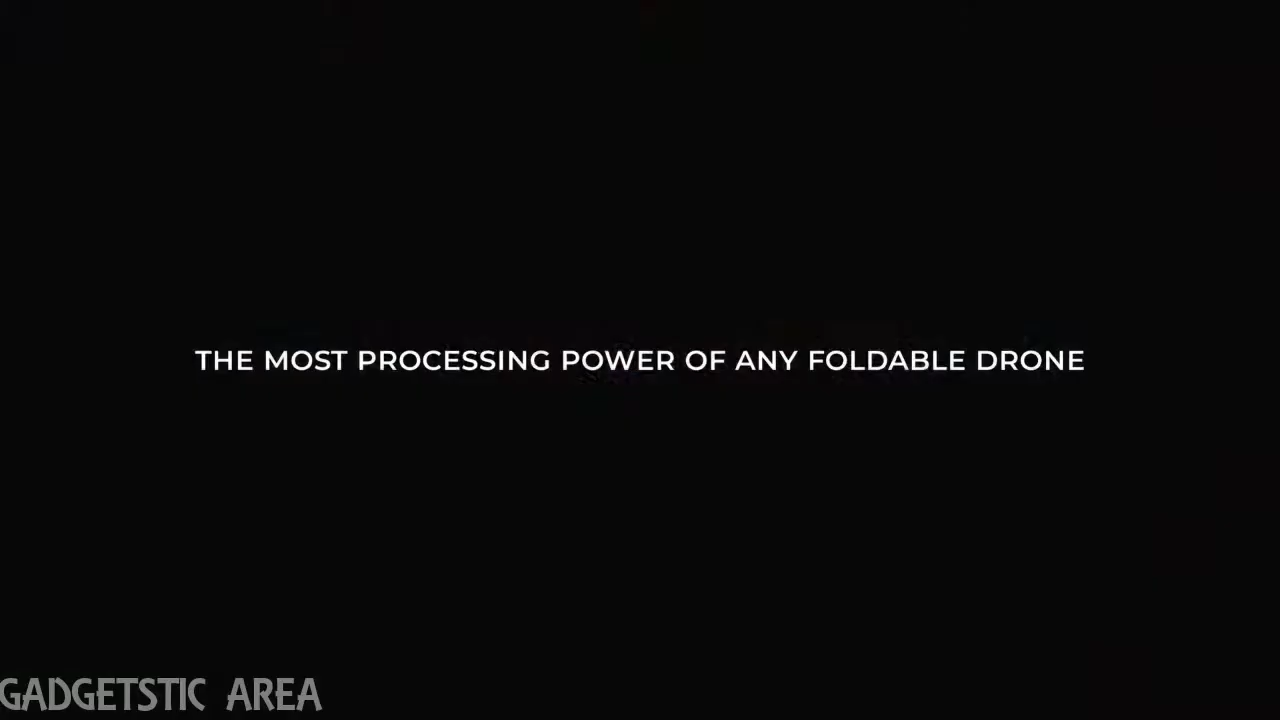 THE MOST PROCESSING POWER OF ANY FOLDABLE DRONE
GADGETSTIC AREA